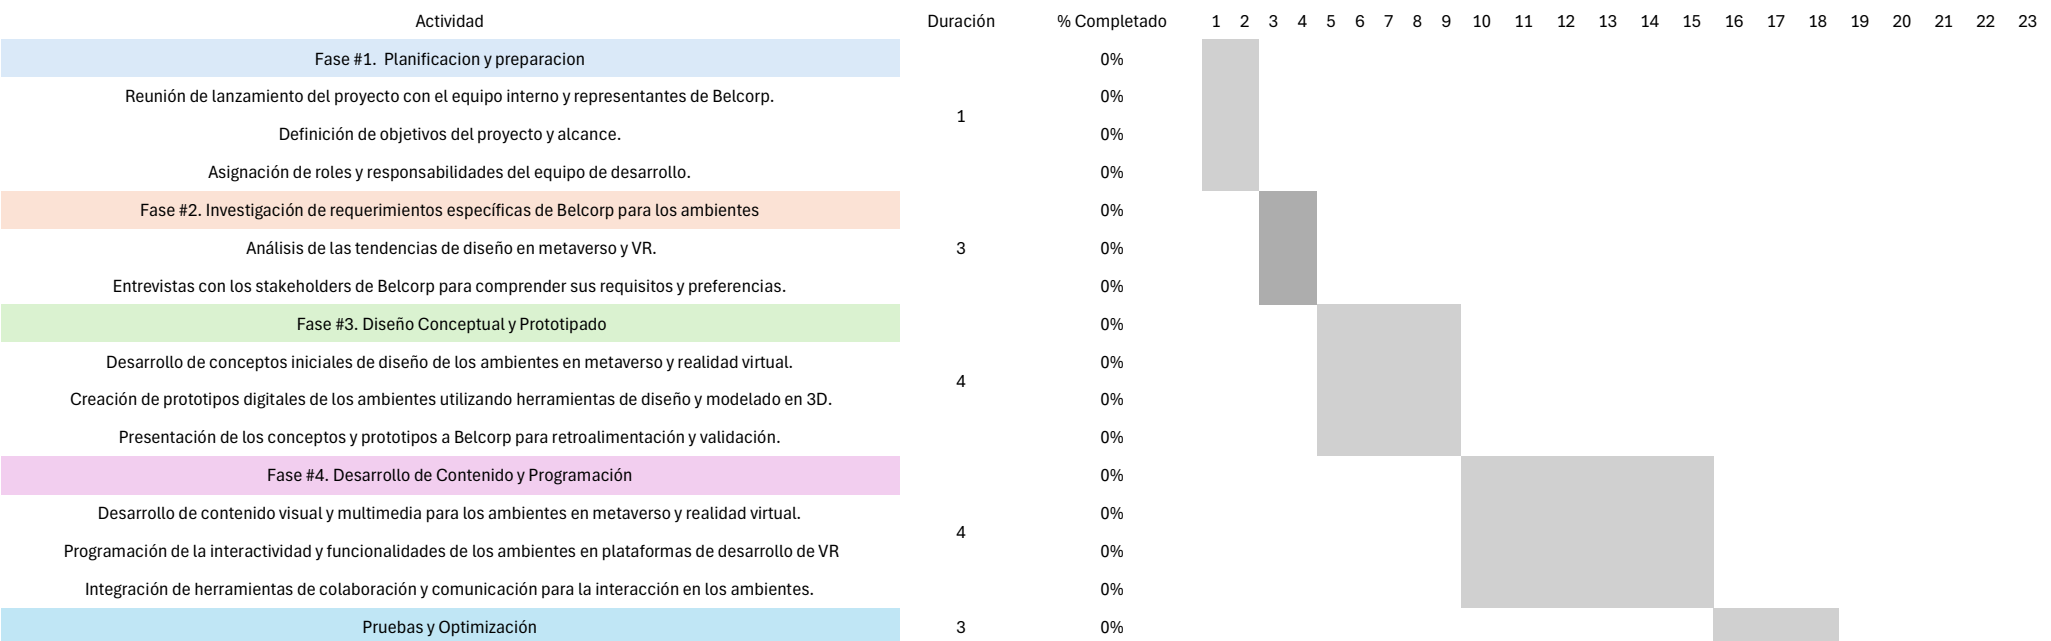 Actividad Duración % Completado 1 2 3 4 5 6 7 8 9 10 11 12 13 14 15 16 17 18 19 20 21 22 23
Fase #1.  Planificacion y preparacion 0%
Reunión de lanzamiento del proyecto con el equipo interno y representantes de Belcorp. 0%
1
Definición de objetivos del proyecto y alcance. 0%
Asignación de roles y responsabilidades del equipo de desarrollo. 0%
Fase #2. Investigación de requerimientos específicas de Belcorp para los ambientes 0%
Análisis de las tendencias de diseño en metaverso y VR. 3 0%
Entrevistas con los stakeholders de Belcorp para comprender sus requisitos y preferencias. 0%
Fase #3. Diseño Conceptual y Prototipado 0%
Desarrollo de conceptos iniciales de diseño de los ambientes en metaverso y realidad virtual. 0%
4
Creación de prototipos digitales de los ambientes utilizando herramientas de diseño y modelado en 3D. 0%
Presentación de los conceptos y prototipos a Belcorp para retroalimentación y validación. 0%
Fase #4. Desarrollo de Contenido y Programación 0%
Desarrollo de contenido visual y multimedia para los ambientes en metaverso y realidad virtual. 0%
4
Programación de la interactividad y funcionalidades de los ambientes en plataformas de desarrollo de VR 0%
Integración de herramientas de colaboración y comunicación para la interacción en los ambientes. 0%
Pruebas y Optimización 3 0%